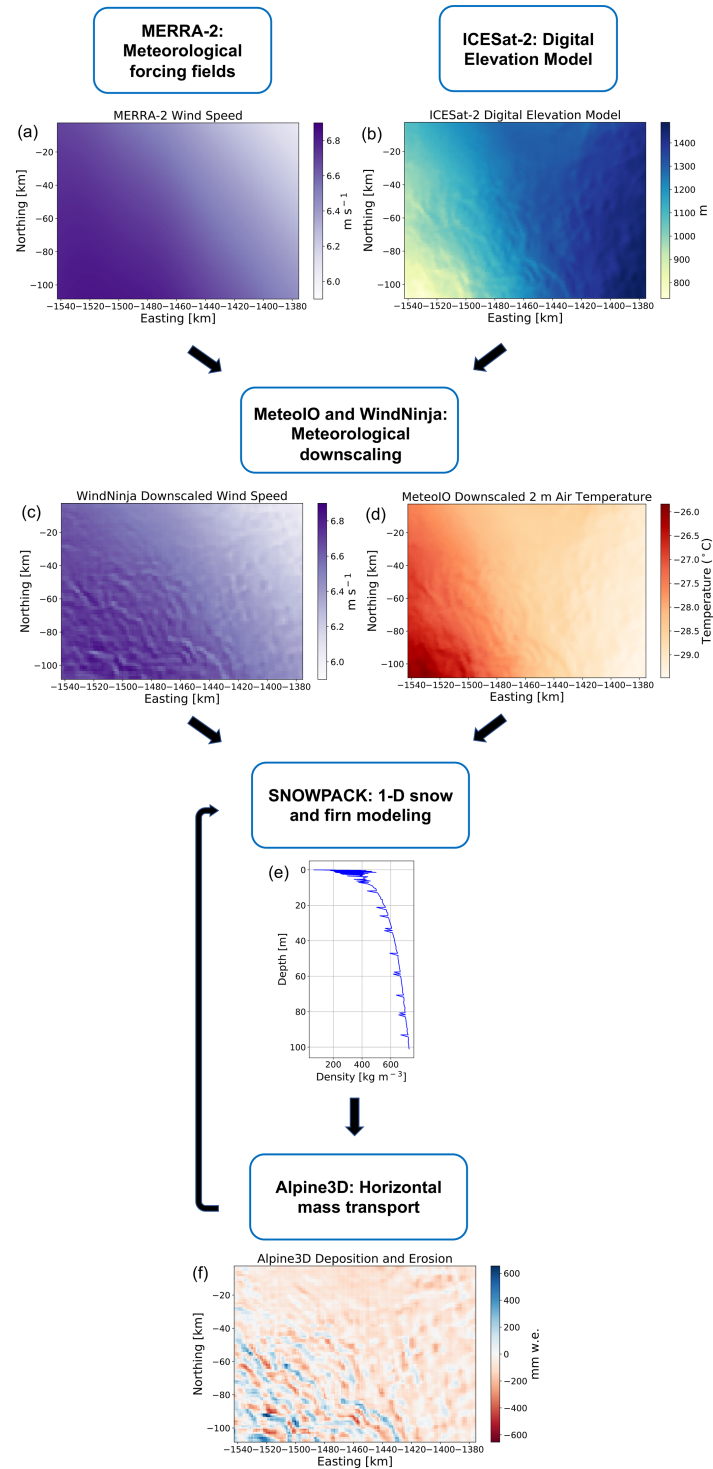 MERRA-2:
Meteorological
forcing fields
ICESat-2: Digital
Elevation Model
(a)
MERRA-2 Wind Speed
−20
−40
−60
−80
−100
Northing [km]
−1540−1520−1500−1480−1460−1440−1420−1400−1380
Easting [km]
6.8
6.6
6.4
6.2
6.0
m s⁻¹
(b)
ICESat-2 Digital Elevation Model
−20
−40
−60
−80
−100
Northing [km]
−1540−1520−1500−1480−1460−1440−1420−1400−1380
Easting [km]
1400
1300
1200
1100
1000
900
800
m
MeteoIO and WindNinja:
Meteorological
downscaling
(c)
WindNinja Downscaled Wind Speed
−20
−40
−60
−80
−100
Northing [km]
−1540−1520−1500−1480−1460−1440−1420−1400−1380
Easting [km]
6.8
6.6
6.4
6.2
6.0
m s⁻¹
(d)
MeteoIO Downscaled 2 m Air Temperature
−20
−40
−60
−80
−100
Northing [km]
−1540−1520−1500−1480−1460−1440−1420−1400−1380
Easting [km]
−26.0
−26.5
−27.0
−27.5
−28.0
−28.5
−29.0
Temperature (°C)
SNOWPACK: 1-D snow
and firn modeling
(e)
0
20
40
60
80
100
Depth [m]
200 400 600
Density [kg m⁻³]
Alpine3D: Horizontal
mass transport
(f)
Alpine3D Deposition and Erosion
−20
−40
−60
−80
−100
Northing [km]
−1540−1520−1500−1480−1460−1440−1420−1400−1380
Easting [km]
600
400
200
0
−200
−400
−600
mm w.e.